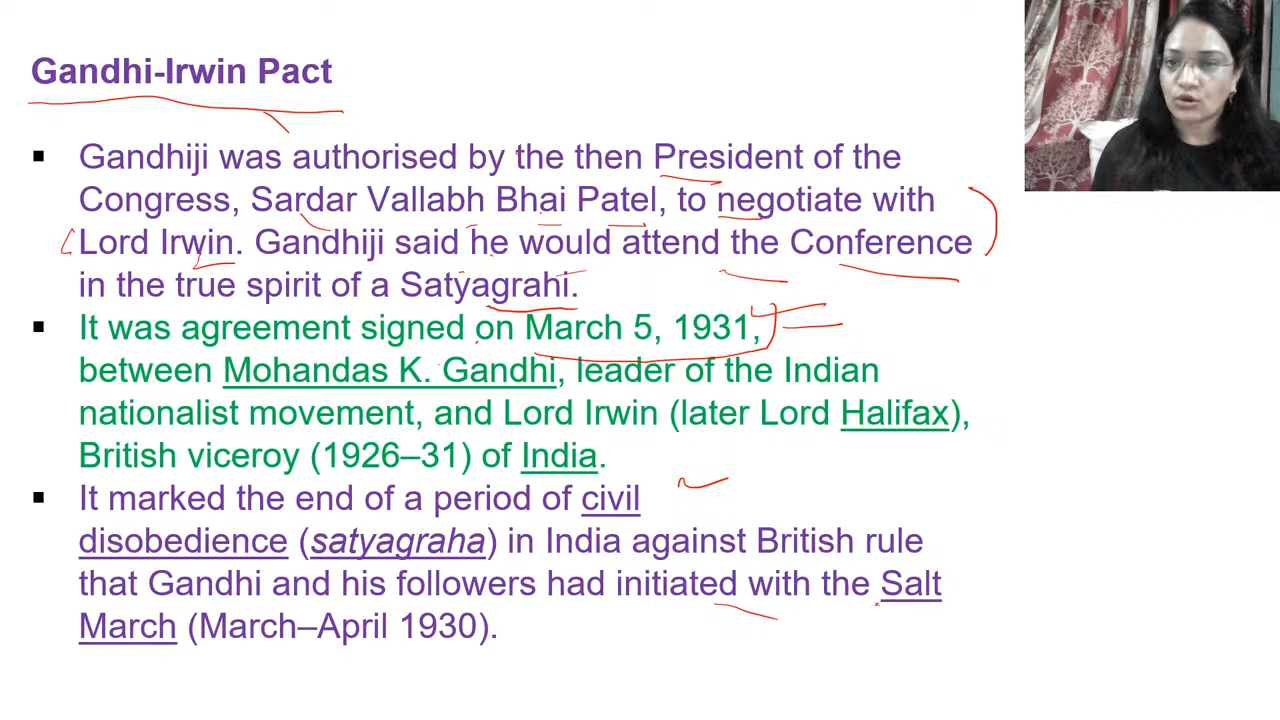 Gandhi-Irwin Pact
▪ Gandhiji was authorised by the then President of the
Congress, Sardar Vallabh Bhai Patel, to negotiate with
Lord Irwin. Gandhiji said he would attend the Conference
in the true spirit of a Satyagrahi.
▪ It was agreement signed on March 5, 1931,
between Mohandas K. Gandhi, leader of the Indian
nationalist movement, and Lord Irwin (later Lord Halifax),
British viceroy (1926–31) of India.
▪ It marked the end of a period of civil
disobedience (satyagraha) in India against British rule
that Gandhi and his followers had initiated with the Salt
March (March–April 1930).